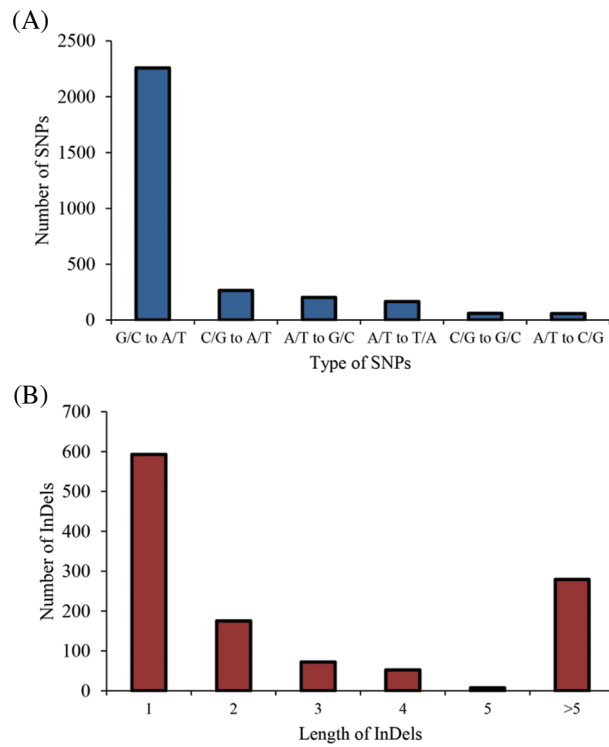 (A)
2500
2000
1500
1000
500
0
Number of SNPs
G/C to A/T C/G to A/T A/T to G/C A/T to T/A C/G to G/C A/T to C/G
Type of SNPs
(B)
700
600
500
400
300
200
100
0
Number of InDels
1 2 3 4 5 >5
Length of InDels